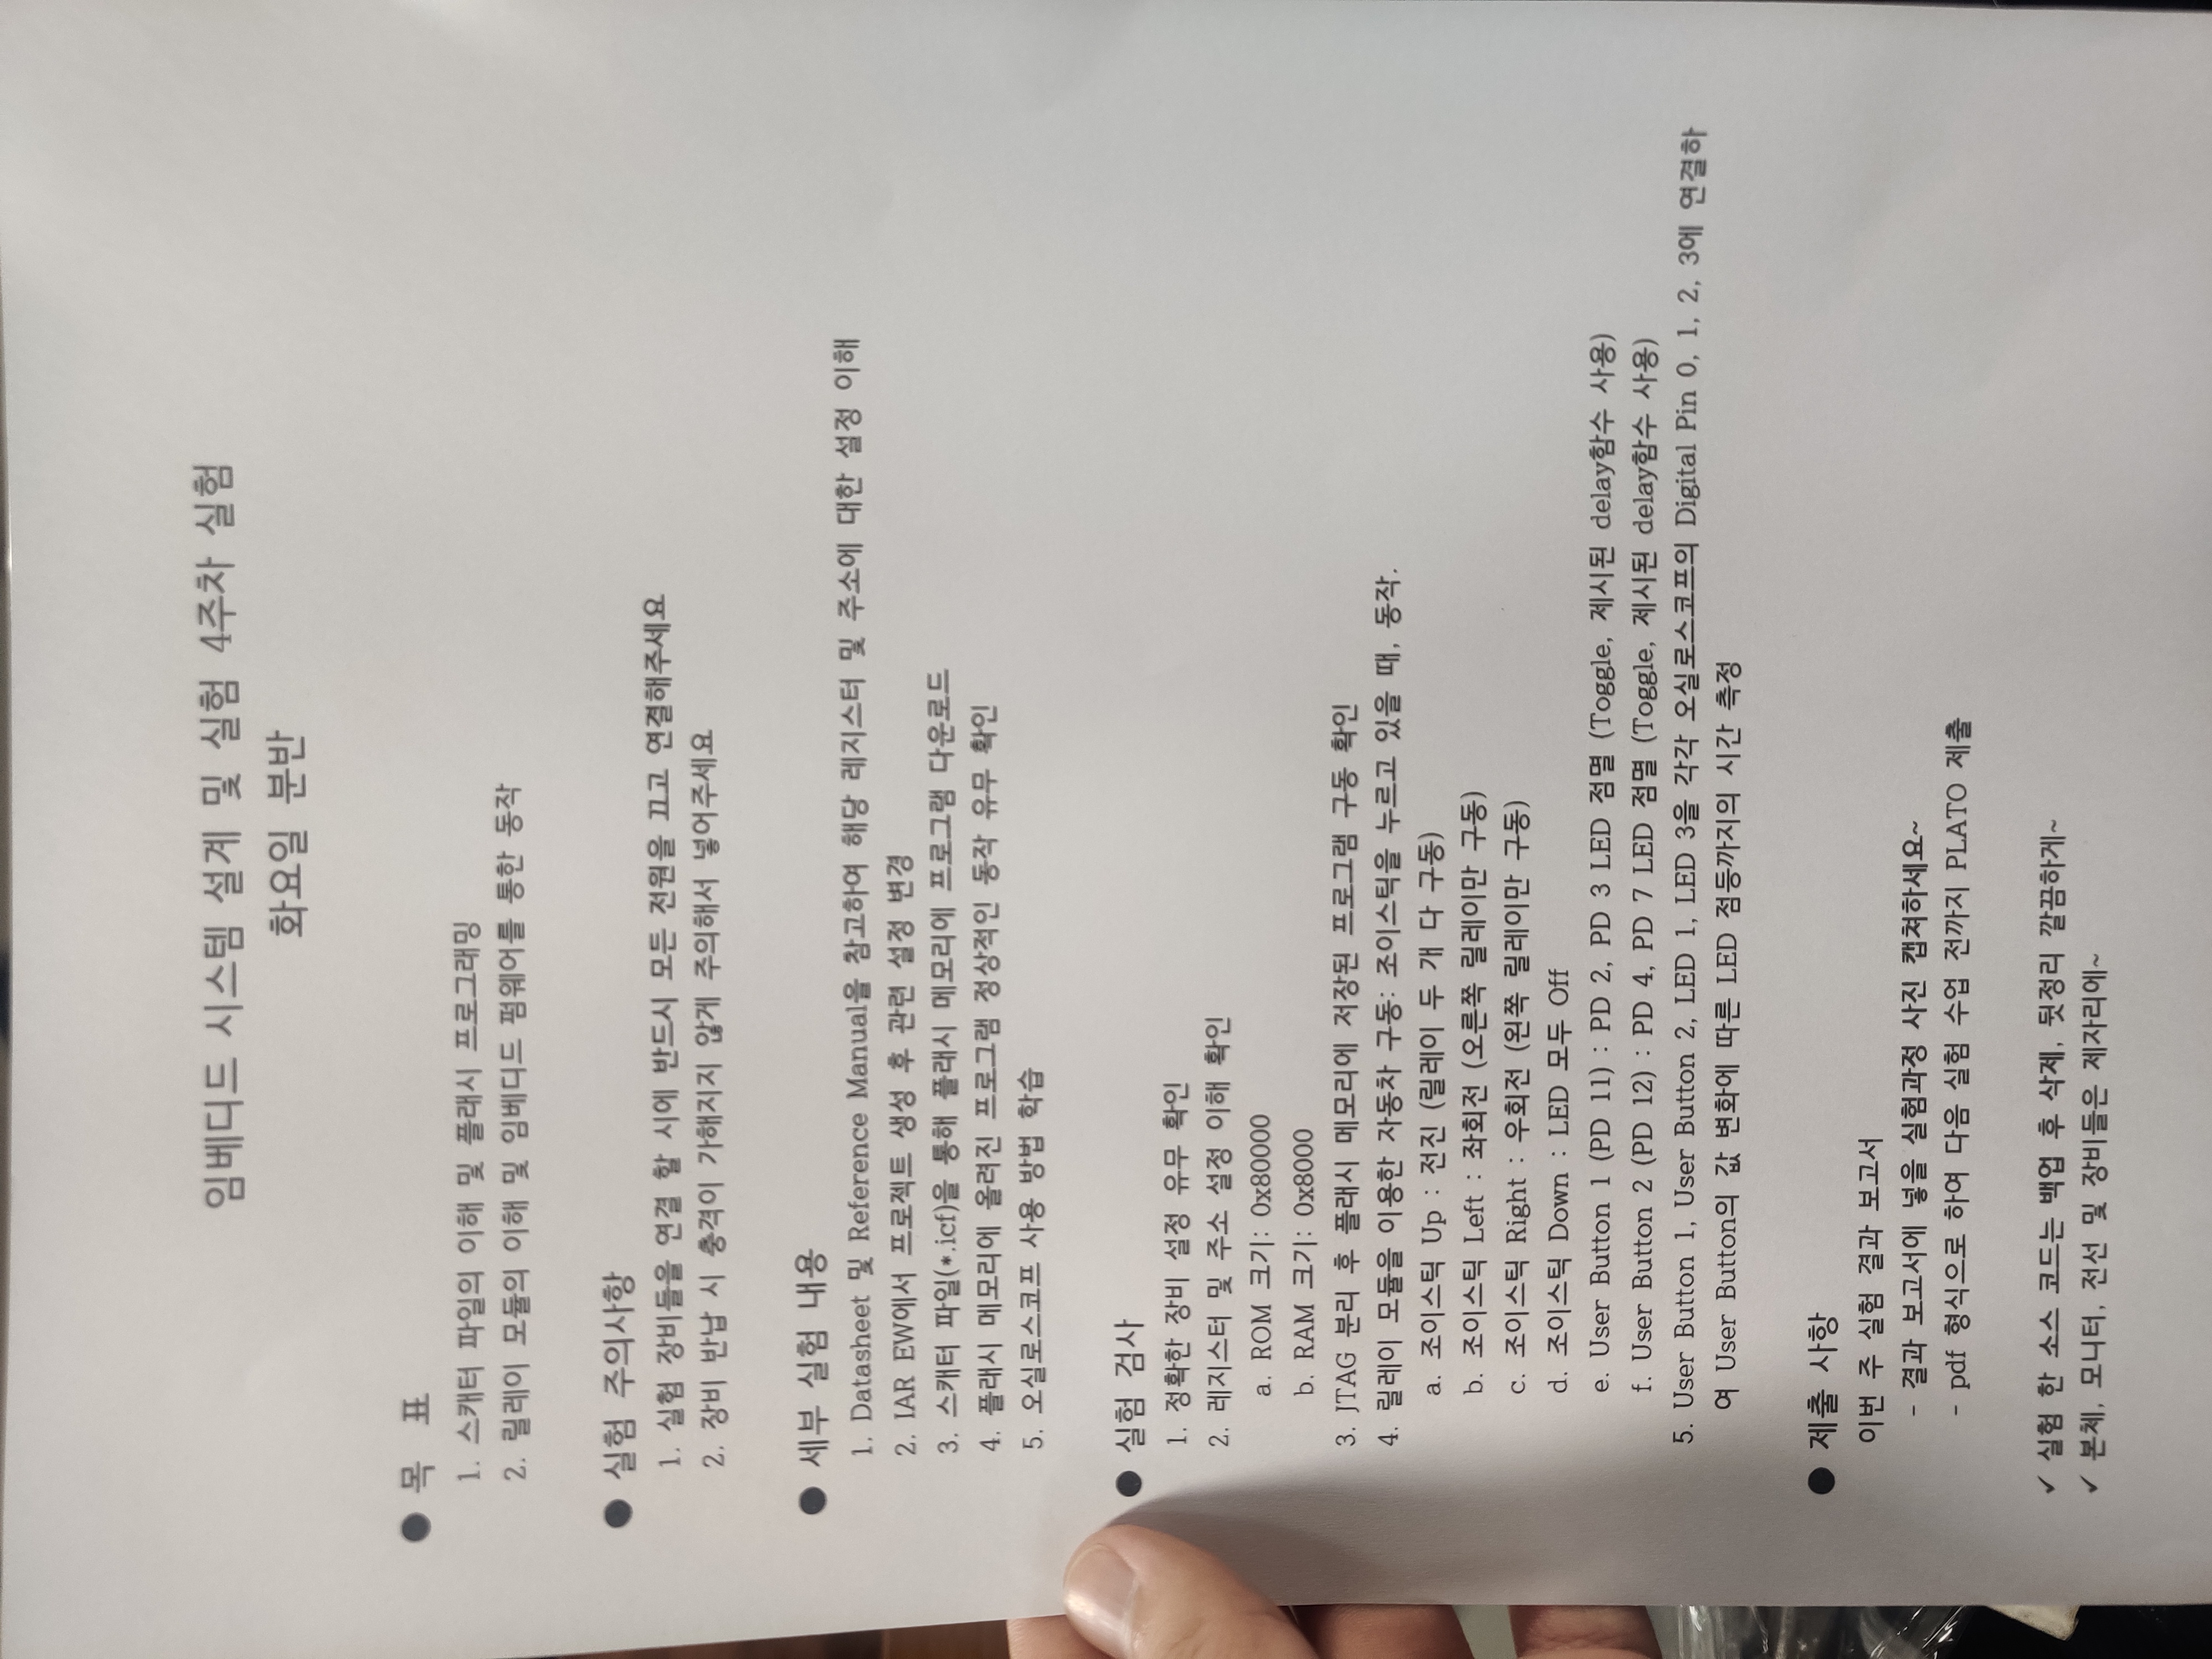 임베디드 시스템 설계 및 실험 4주차 실험
화요일 분반
● 목 표
1. 스캐터 파일의 이해 및 플래시 프로그래밍
2. 릴레이 모듈의 이해 및 임베디드 펌웨어를 통한 동작
● 실험 주의사항
1. 실험 장비들을 연결 할 시에 반드시 모든 전원을 끄고 연결해주세요
2. 장비 반납 시 충격이 가해지지 않게 주의해서 넣어주세요
● 세부 실험 내용
1. Datasheet 및 Reference Manual을 참고하여 해당 레지스터 및 주소에 대한 설정 이해
2. IAR EW에서 프로젝트 생성 후 관련 설정 변경
3. 스캐터 파일(*.icf)을 통해 플래시 메모리에 프로그램 다운로드
4. 플래시 메모리에 올려진 프로그램 정상적인 동작 유무 확인
5. 오실로스코프 사용 방법 학습
● 실험 검사
1. 정확한 장비 설정 유무 확인
2. 레지스터 및 주소 설정 이해 확인
a. ROM 크기: 0x80000
b. RAM 크기: 0x8000
3. JTAG 분리 후 플래시 메모리에 저장된 프로그램 구동 확인
4. 릴레이 모듈을 이용한 자동차 구동: 조이스틱을 누르고 있을 때, 동작.
a. 조이스틱 Up : 전진 (릴레이 두 개 다 구동)
b. 조이스틱 Left : 좌회전 (오른쪽 릴레이만 구동)
c. 조이스틱 Right : 우회전 (왼쪽 릴레이만 구동)
d. 조이스틱 Down : LED 모두 Off
e. User Button 1 (PD 11) : PD 2, PD 3 LED 점멸 (Toggle, 제시된 delay함수 사용)
f. User Button 2 (PD 12) : PD 4, PD 7 LED 점멸 (Toggle, 제시된 delay함수 사용)
5. User Button 1, User Button 2, LED 1, LED 3을 각각 오실로스코프의 Digital Pin 0, 1, 2, 3에 연결하
여 User Button의 값 변화에 따른 LED 점등까지의 시간 측정
● 제출 사항
이번 주 실험 결과 보고서
- 결과 보고서에 넣을 실험과정 사진 캡쳐하세요~
- pdf 형식으로 하여 다음 실험 수업 전까지 PLATO 제출
✓ 실험 한 소스 코드는 백업 후 삭제, 뒷정리 깔끔하게~
✓ 본체, 모니터, 전선 및 장비들은 제자리에~